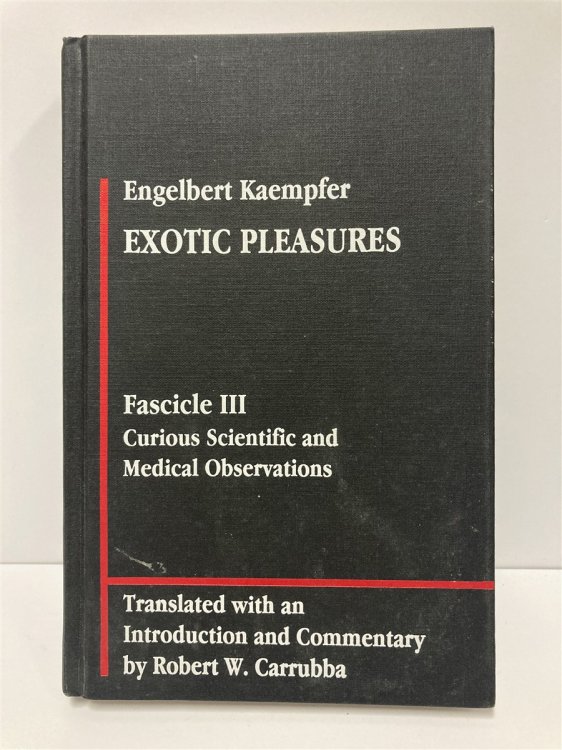 Engelbert Kaempfer
EXOTIC PLEASURES
Fascicle III
Curious Scientific and
Medical Observations
Translated with an
Introduction and Commentary
by Robert W. Carrubba